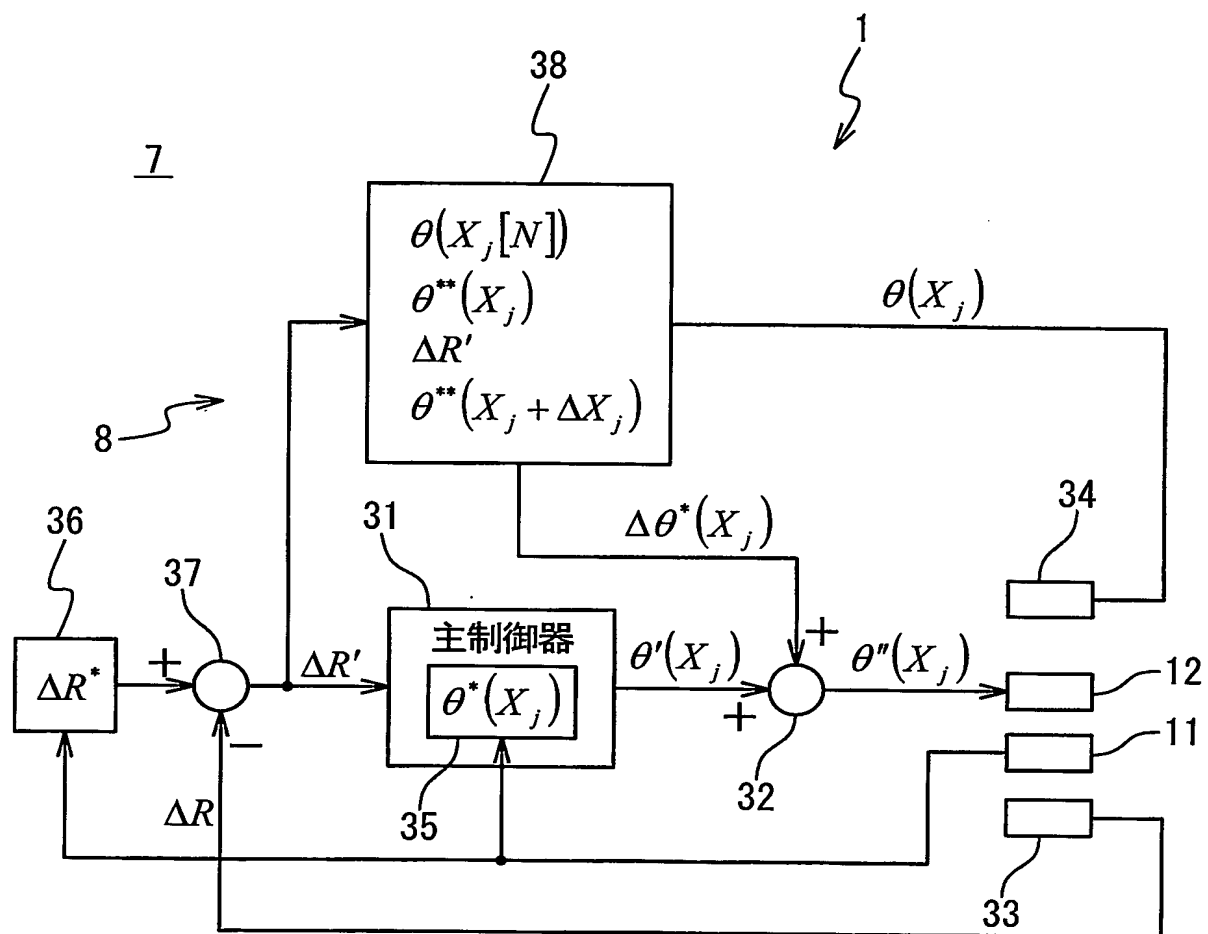 1
38
7
θ(X_j[N])
θ**(X_j)
ΔR′
θ**(X_j + ΔX_j)
θ(X_j)
8
34
36
31
Δθ*(X_j)
37
主制御器
ΔR*
+
ΔR′
θ*(X_j)
θ′(X_j)
+
+
θ″(X_j)
12
11
−
ΔR
35
32
33